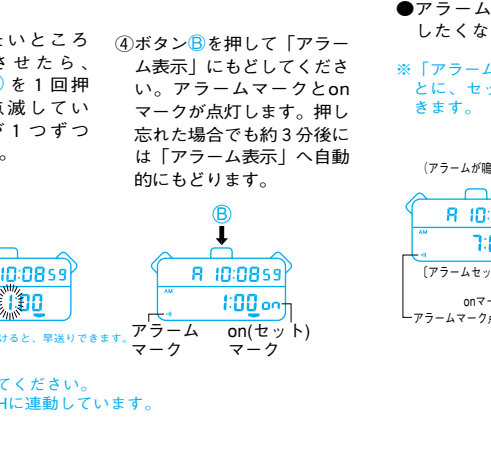 いところ
させたら、
を1回押
点滅してい
が1つずつ
。
10:08 59
1:00
けると、早送りできます。
てください。
Hに連動しています。
④ボタンⒷを押して「アラー
ム表示」にもどしてくださ
い。アラームマークとon
マークが点灯します。押し
忘れた場合でも約3分後に
は「アラーム表示」へ自動
的にもどります。
Ⓑ
A 10:08 59
AM
1:00 on
アラーム
マーク
on(セット)
マーク
●アラーム
したくな
※「アラーム
とに、セッ
きます。
(アラームが鳴
A 10:
AM
〔アラームセッ
onマー
アラームマーク点